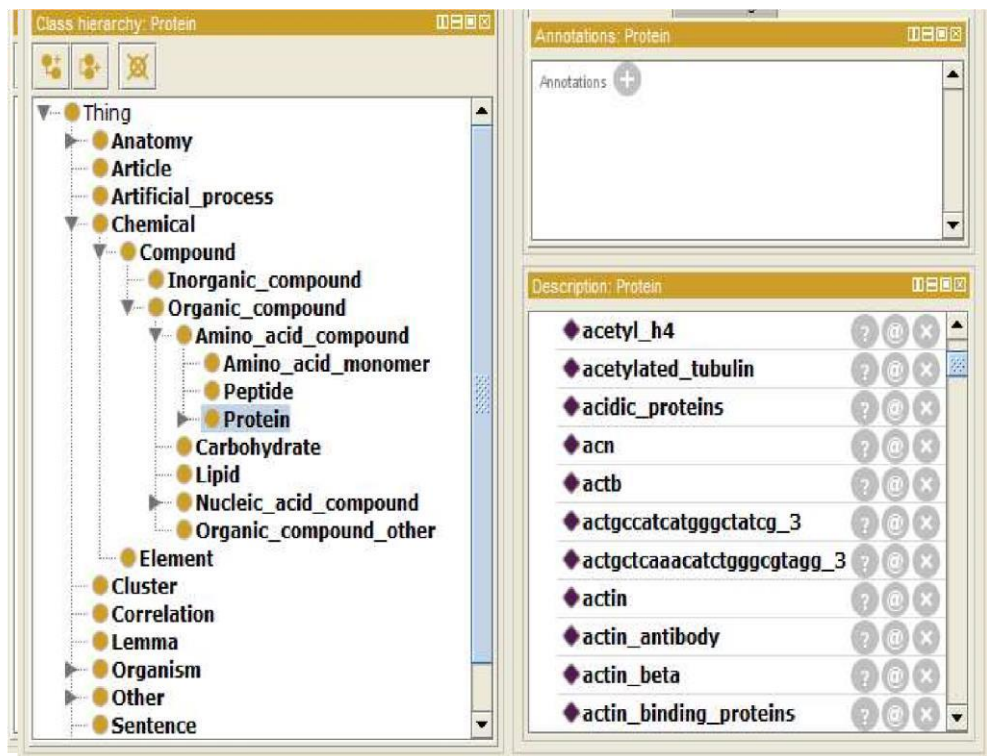 Class hierarchy: Protein
Thing
Anatomy
Article
Artificial_process
Chemical
Compound
Inorganic_compound
Organic_compound
Amino_acid_compound
Amino_acid_monomer
Peptide
Protein
Carbohydrate
Lipid
Nucleic_acid_compound
Organic_compound_other
Element
Cluster
Correlation
Lemma
Organism
Other
Sentence
Annotations: Protein
Annotations
Description: Protein
acetyl_h4 ? @ x
acetylated_tubulin ? @ x
acidic_proteins ? @ x
acn ? @ x
actb ? @ x
actgccatcatgggctatcg_3 ? @ x
actgctcaaacatctgggcgtagg_3 ? @ x
actin ? @ x
actin_antibody ? @ x
actin_beta ? @ x
actin_binding_proteins ? @ x